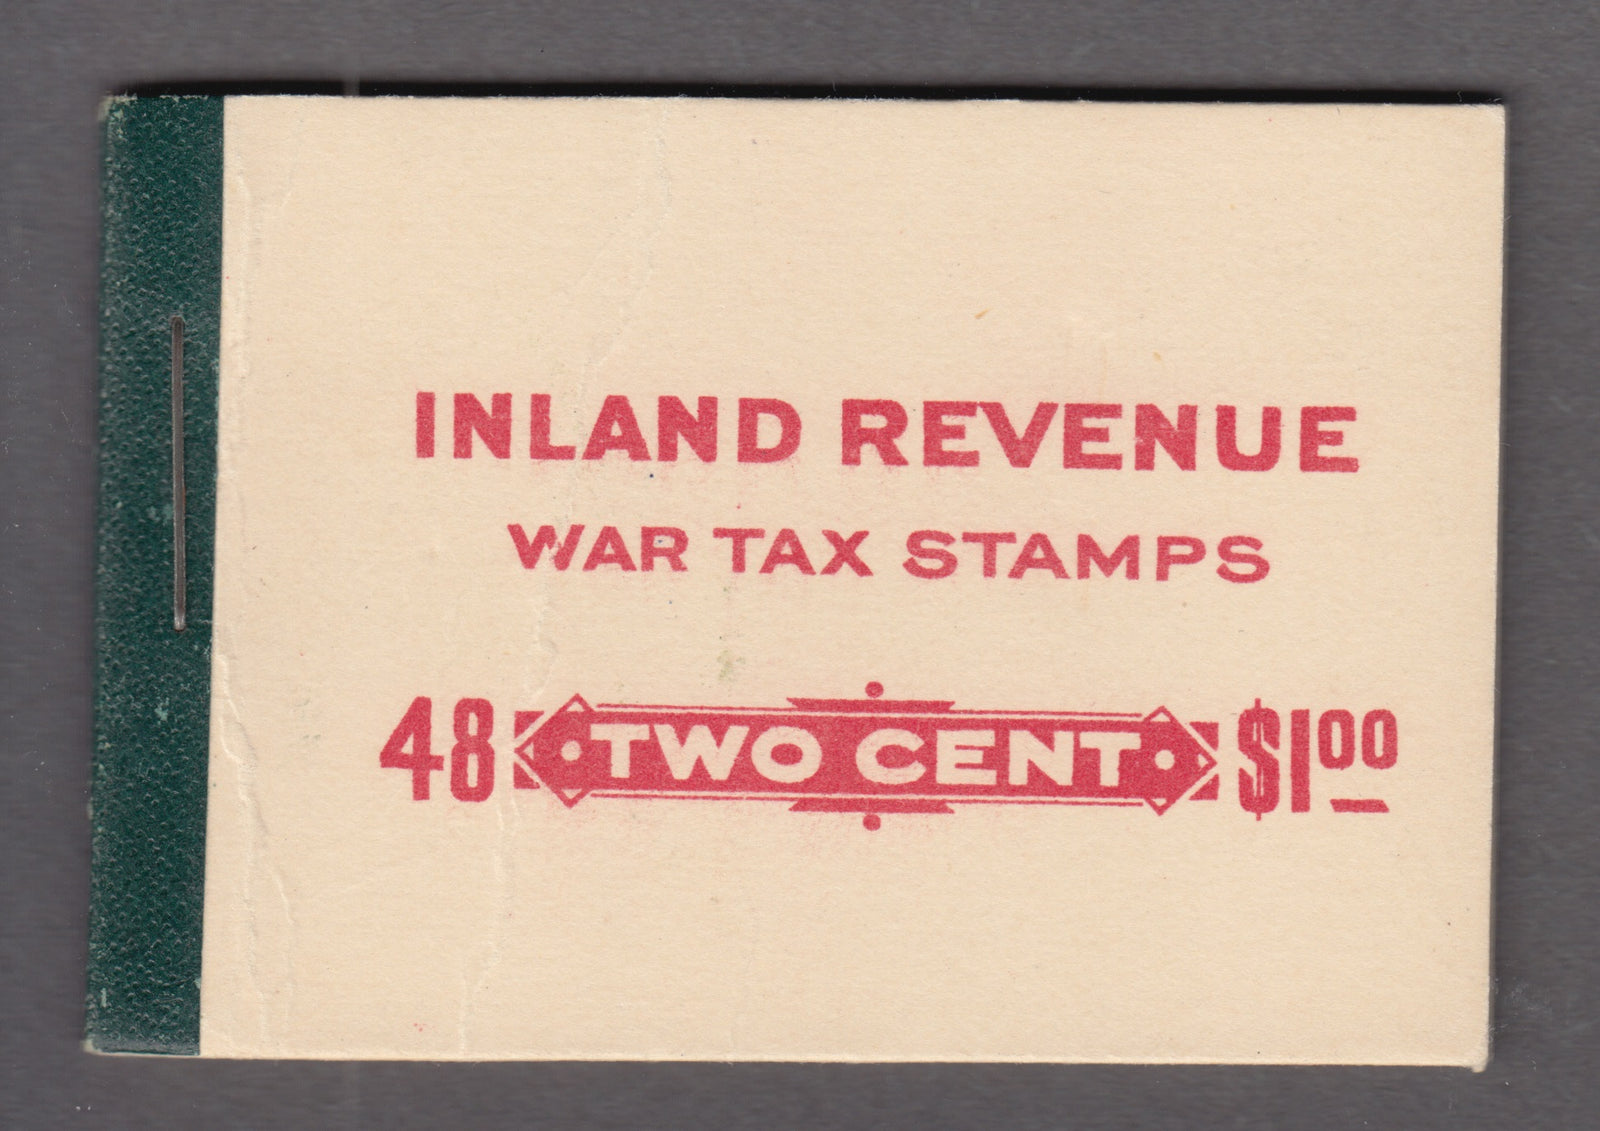 INLAND REVENUE
WAR TAX STAMPS
48 TWO CENT $1.00